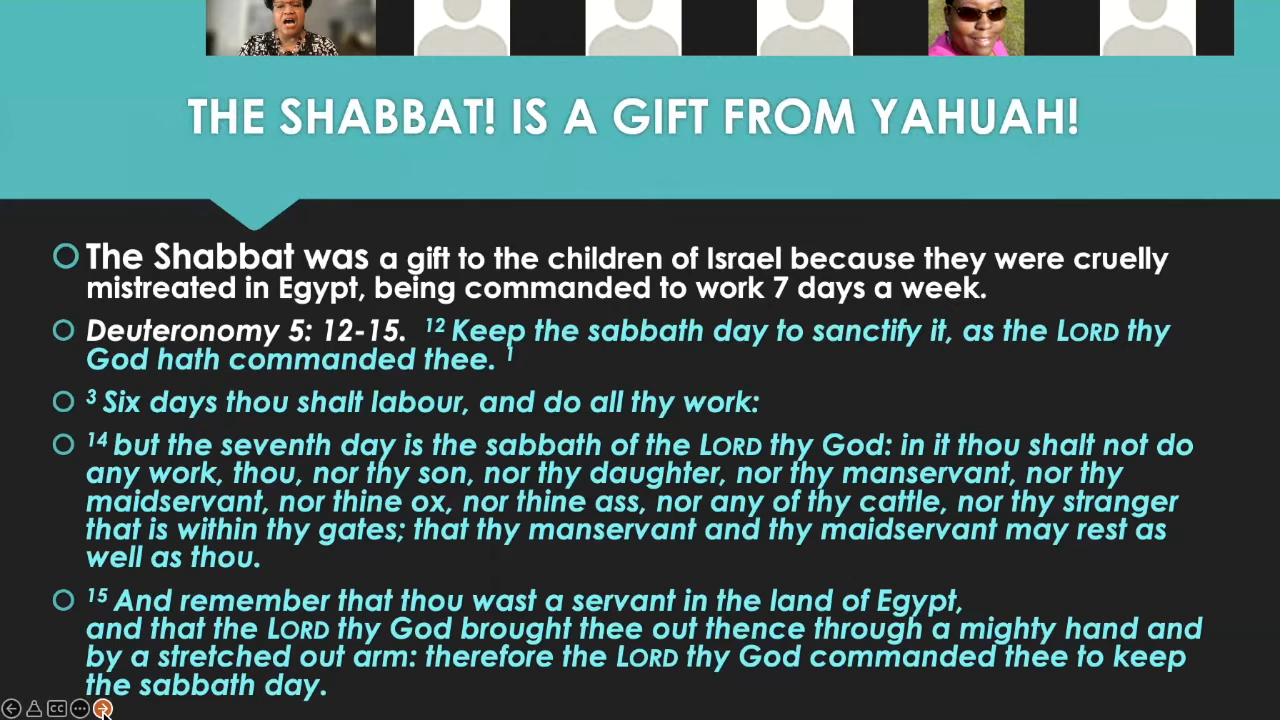 THE SHABBAT! IS A GIFT FROM YAHUAH!
The Shabbat was a gift to the children of Israel because they were cruelly
mistreated in Egypt, being commanded to work 7 days a week.
Deuteronomy 5: 12-15. 12 Keep the sabbath day to sanctify it, as the LORD thy
God hath commanded thee. 1
3 Six days thou shalt labour, and do all thy work:
14 but the seventh day is the sabbath of the LORD thy God: in it thou shalt not do
any work, thou, nor thy son, nor thy daughter, nor thy manservant, nor thy
maidservant, nor thine ox, nor thine ass, nor any of thy cattle, nor thy stranger
that is within thy gates; that thy manservant and thy maidservant may rest as
well as thou.
15 And remember that thou wast a servant in the land of Egypt,
and that the LORD thy God brought thee out thence through a mighty hand and
by a stretched out arm: therefore the LORD thy God commanded thee to keep
the sabbath day.
CC